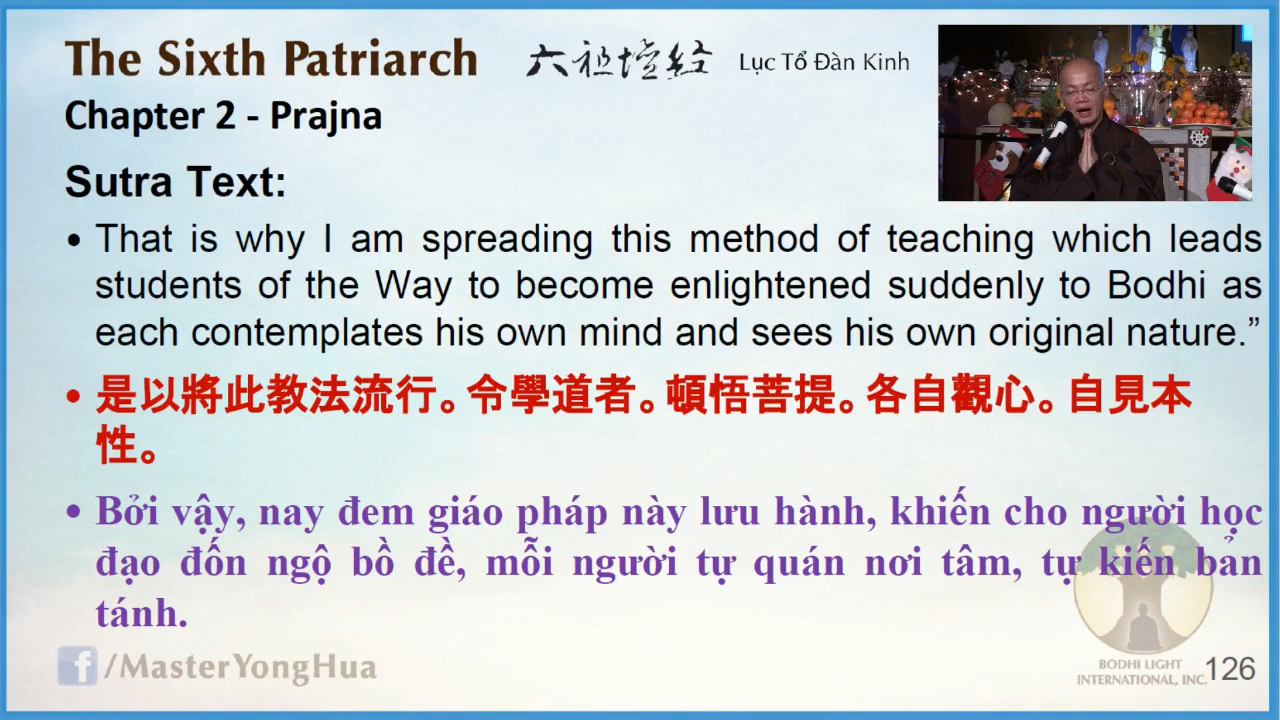 The Sixth Patriarch 六祖壇经 Lục Tổ Đàn Kinh
Chapter 2 - Prajna
Sutra Text:
• That is why I am spreading this method of teaching which leads
students of the Way to become enlightened suddenly to Bodhi as
each contemplates his own mind and sees his own original nature.”
• 是以將此教法流行。令學道者。頓悟菩提。各自觀心。自見本
性。
• Bởi vậy, nay đem giáo pháp này lưu hành, khiến cho người học
đạo đốn ngộ bồ đề, mỗi người tự quán nơi tâm, tự kiến bản
tánh.
f/MasterYongHua
BODHI LIGHT
INTERNATIONAL, INC.
126